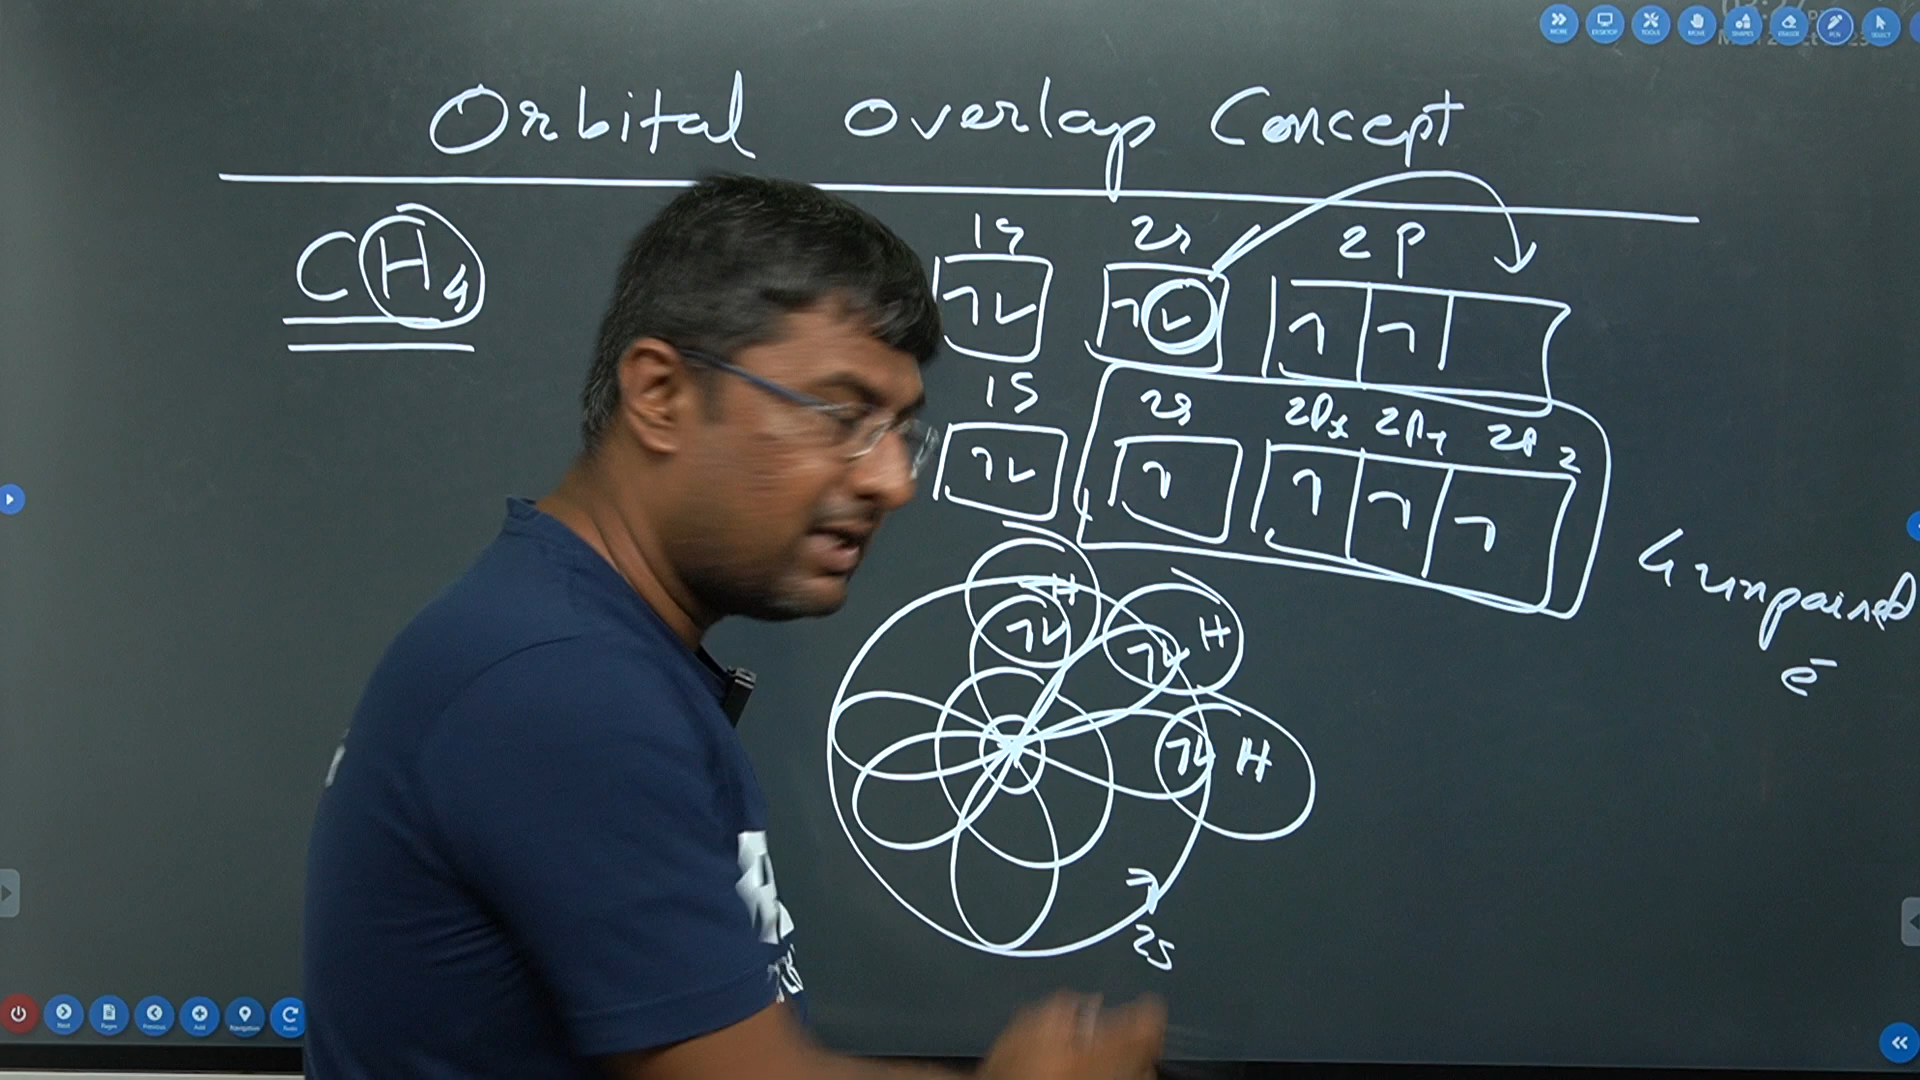 Orbital Overlap Concept
CH4
1s 2s 2p
1s 2s 2Px 2Py 2Pz
4 unpaired
e-
H
H
H
2s